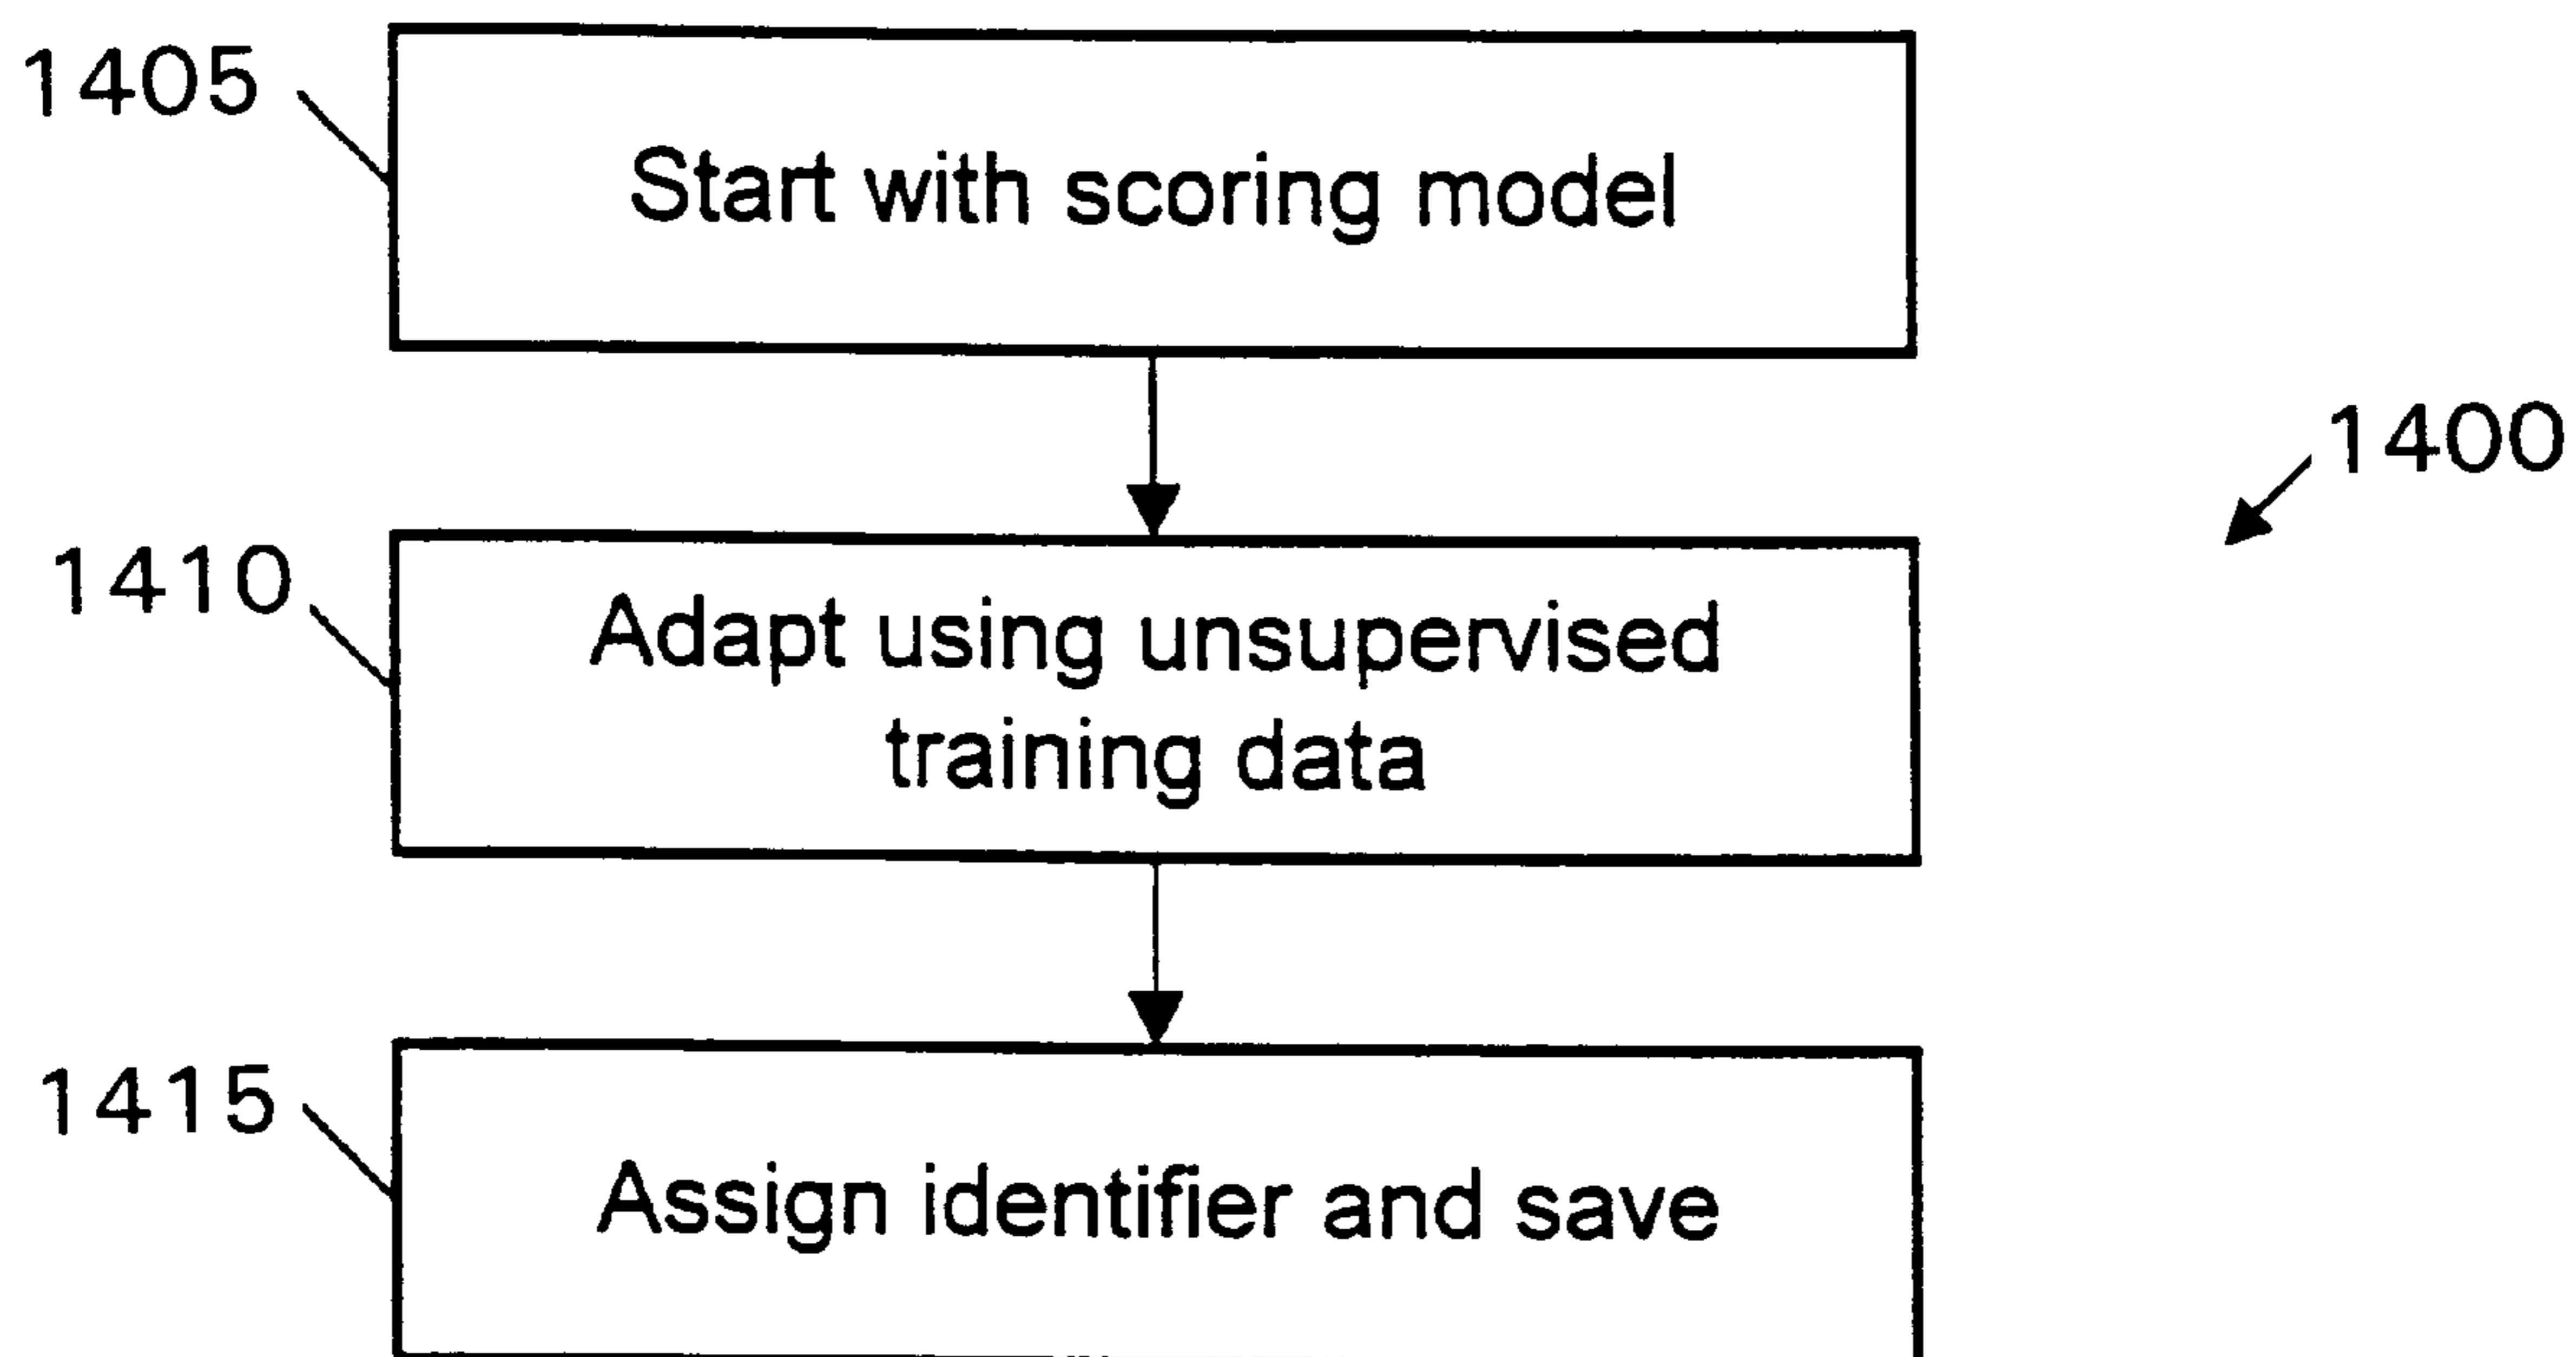 1405
Start with scoring model
1400
1410
Adapt using unsupervised
training data
1415
Assign identifier and save